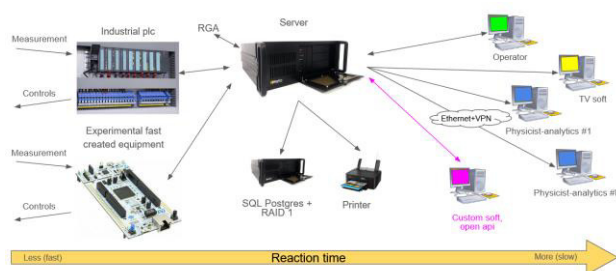 Industrial plc
Measurement
Controls
RGA
Server
Operator
TV soft
Physicist-analytics #1
Ethernet+VPN
Physicist-analytics #
Experimental fast
created equipment
Measurement
Controls
SQL Postgres +
RAID 1
Printer
Custom soft,
open api
Less (fast)
Reaction time
More (slow)